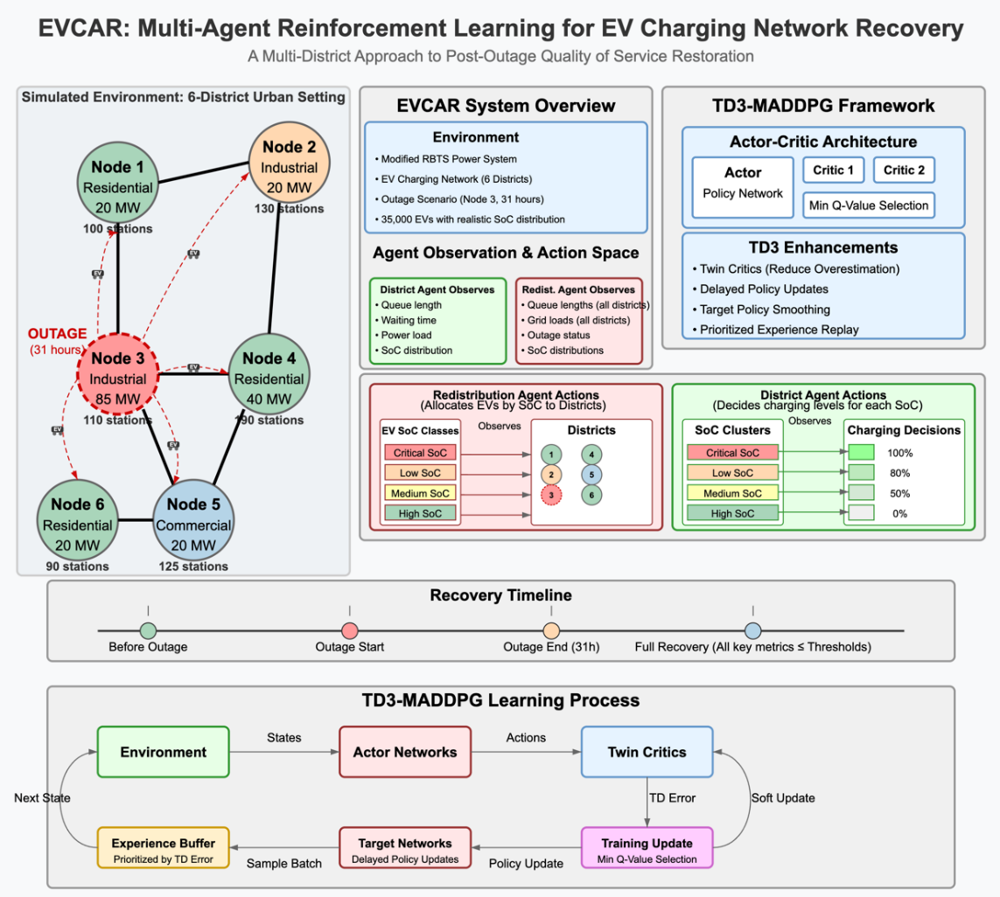 EVCAR: Multi-Agent Reinforcement Learning for EV Charging Network Recovery
A Multi-District Approach to Post-Outage Quality of Service Restoration
Simulated Environment: 6-District Urban Setting
Node 1
Residential
20 MW
100 stations
Node 2
Industrial
20 MW
130 stations
EV
EV
OUTAGE
(31 hours)
Node 3
Industrial
85 MW
110 stations
EV
Node 4
Residential
40 MW
190 stations
EV
EV
Node 6
Residential
20 MW
90 stations
Node 5
Commercial
20 MW
125 stations
EVCAR System Overview
Environment
• Modified RBTS Power System
• EV Charging Network (6 Districts)
• Outage Scenario (Node 3, 31 hours)
• 35,000 EVs with realistic SoC distribution
Agent Observation & Action Space
District Agent Observes
• Queue length
• Waiting time
• Power load
• SoC distribution
Redist. Agent Observes
• Queue lengths (all districts)
• Grid loads (all districts)
• Outage status
• SoC distributions
TD3-MADDPG Framework
Actor-Critic Architecture
Actor
Policy Network
Critic 1
Critic 2
Min Q-Value Selection
TD3 Enhancements
• Twin Critics (Reduce Overestimation)
• Delayed Policy Updates
• Target Policy Smoothing
• Prioritized Experience Replay
Redistribution Agent Actions
(Allocates EVs by SoC to Districts)
EV SoC Classes
Critical SoC
Low SoC
Medium SoC
High SoC
Observes
Districts
1 4
2 5
3 6
District Agent Actions
(Decides charging levels for each SoC)
SoC Clusters
Critical SoC
Low SoC
Medium SoC
High SoC
Observes
Charging Decisions
100%
80%
50%
0%
Recovery Timeline
Before Outage
Outage Start
Outage End (31h)
Full Recovery (All key metrics ≤ Thresholds)
TD3-MADDPG Learning Process
Environment
States
Actor Networks
Actions
Twin Critics
Next State
TD Error
Soft Update
Experience Buffer
Prioritized by TD Error
Sample Batch
Target Networks
Delayed Policy Updates
Policy Update
Training Update
Min Q-Value Selection